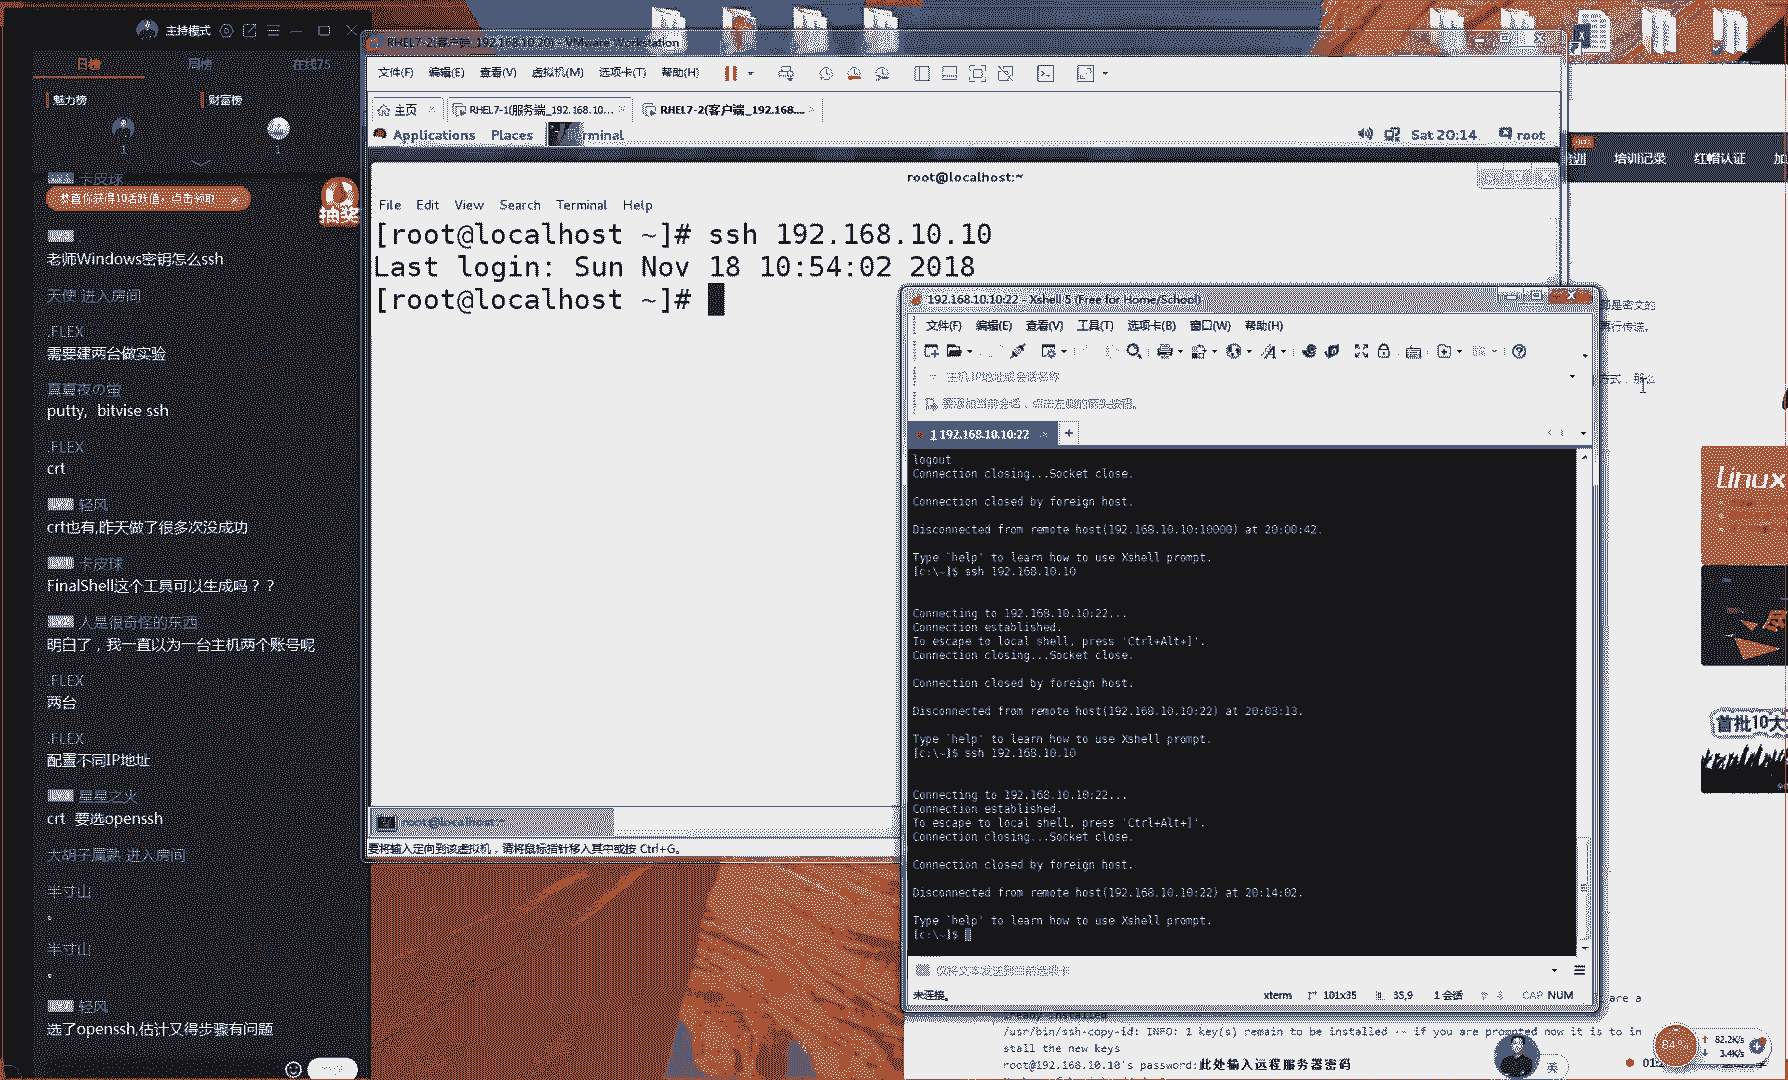 主持模式
日榜
周榜
在线75
魅力榜
财富榜
1
1
卡皮球
点击领取
抽奖
老师Windows密钥怎么ssh
天使 进入房间
.FLEX
需要建两台做实验
夏夜の萤
putty,  bitvise ssh
.FLEX
crt
轻风
crt也有,昨天做了很多次没成功
卡皮球
FinalShell这个工具可以生成吗？？
人是很奇怪的东西
明白了，我一直以为一台主机两个账号呢
.FLEX
两台
.FLEX
配置不同IP地址
星星之火
crt  要选openssh
进入房间
半寸山
。
半寸山
。
轻风
选了openssh,估计又得步骤有问题
RHEL7-2(客户端_192.168.10.20) - VMware Workstation
文件(F) 编辑(E) 查看(V) 虚拟机(M) 选项卡(T) 帮助(H)
主页
RHEL7-1(服务端_192.168.10...
RHEL7-2(客户端_192.168....
Applications Places Terminal
Sat 20:14
root
root@localhost:~
File Edit View Search Terminal Help
[root@localhost ~]# ssh 192.168.10.10
Last login: Sun Nov 18 10:54:02 2018
[root@localhost ~]#
root@localhost:~
要将输入定向到该虚拟机，请将鼠标指针移入其中或按 Ctrl+G。
192.168.10.10:22 - Xshell 5 (Free for Home/School)
文件(F) 编辑(E) 查看(V) 工具(T) 选项卡(B) 窗口(W) 帮助(H)
主机,IP地址或会话名称
要添加当前会话，点击左侧的箭头按钮。
1 192.168.10.10:22
logout
Connection closing...Socket close.
Connection closed by foreign host.
Disconnected from remote host(192.168.10.10:10000) at 20:00:42.
Type `help' to learn how to use Xshell prompt.
[c:\~]$ ssh 192.168.10.10
Connecting to 192.168.10.10:22...
Connection established.
To escape to local shell, press 'Ctrl+Alt+]'.
Connection closing...Socket close.
Connection closed by foreign host.
Disconnected from remote host(192.168.10.10:22) at 20:03:13.
Type `help' to learn how to use Xshell prompt.
[c:\~]$ ssh 192.168.10.10
Connecting to 192.168.10.10:22...
Connection established.
To escape to local shell, press 'Ctrl+Alt+]'.
Connection closing...Socket close.
Connection closed by foreign host.
Disconnected from remote host(192.168.10.10:22) at 20:14:02.
Type `help' to learn how to use Xshell prompt.
[c:\~]$
仅将文本发送到当前选项卡
未连接。
xterm
101x35
35,9
1 会话
CAP NUM
培训
培训记录
红帽认证
加
是密文的
行传递。
方式，那么
Linux
首批10大
are a
/usr/bin/ssh-copy-id: INFO: 1 key(s) remain to be installed -- if you are prompted now it is to in
stall the new keys
root@192.168.10.10's password:此处输入远程服务器密码
英
82.2K/s
3.4K/s